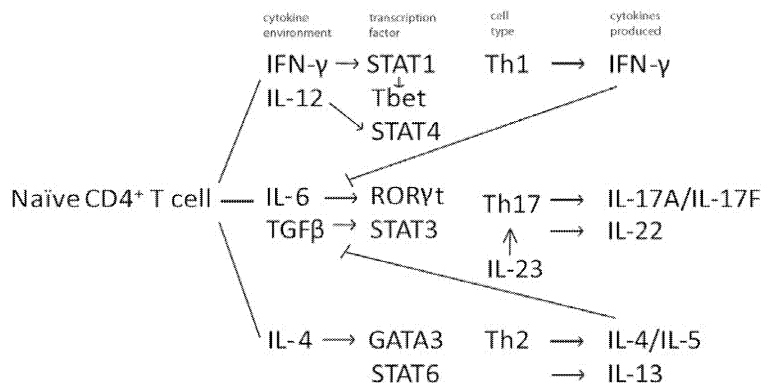 cytokine environment transcription factor cell type cytokines produced
IFN-γ → STAT1 Th1 → IFN-γ
↓
IL-12 Tbet
STAT4
Naïve CD4⁺ T cell IL-6 → RORγt Th17 → IL-17A/IL-17F
TGFβ → STAT3 → IL-22
↑
IL-23
IL-4 → GATA3 Th2 → IL-4/IL-5
STAT6 → IL-13